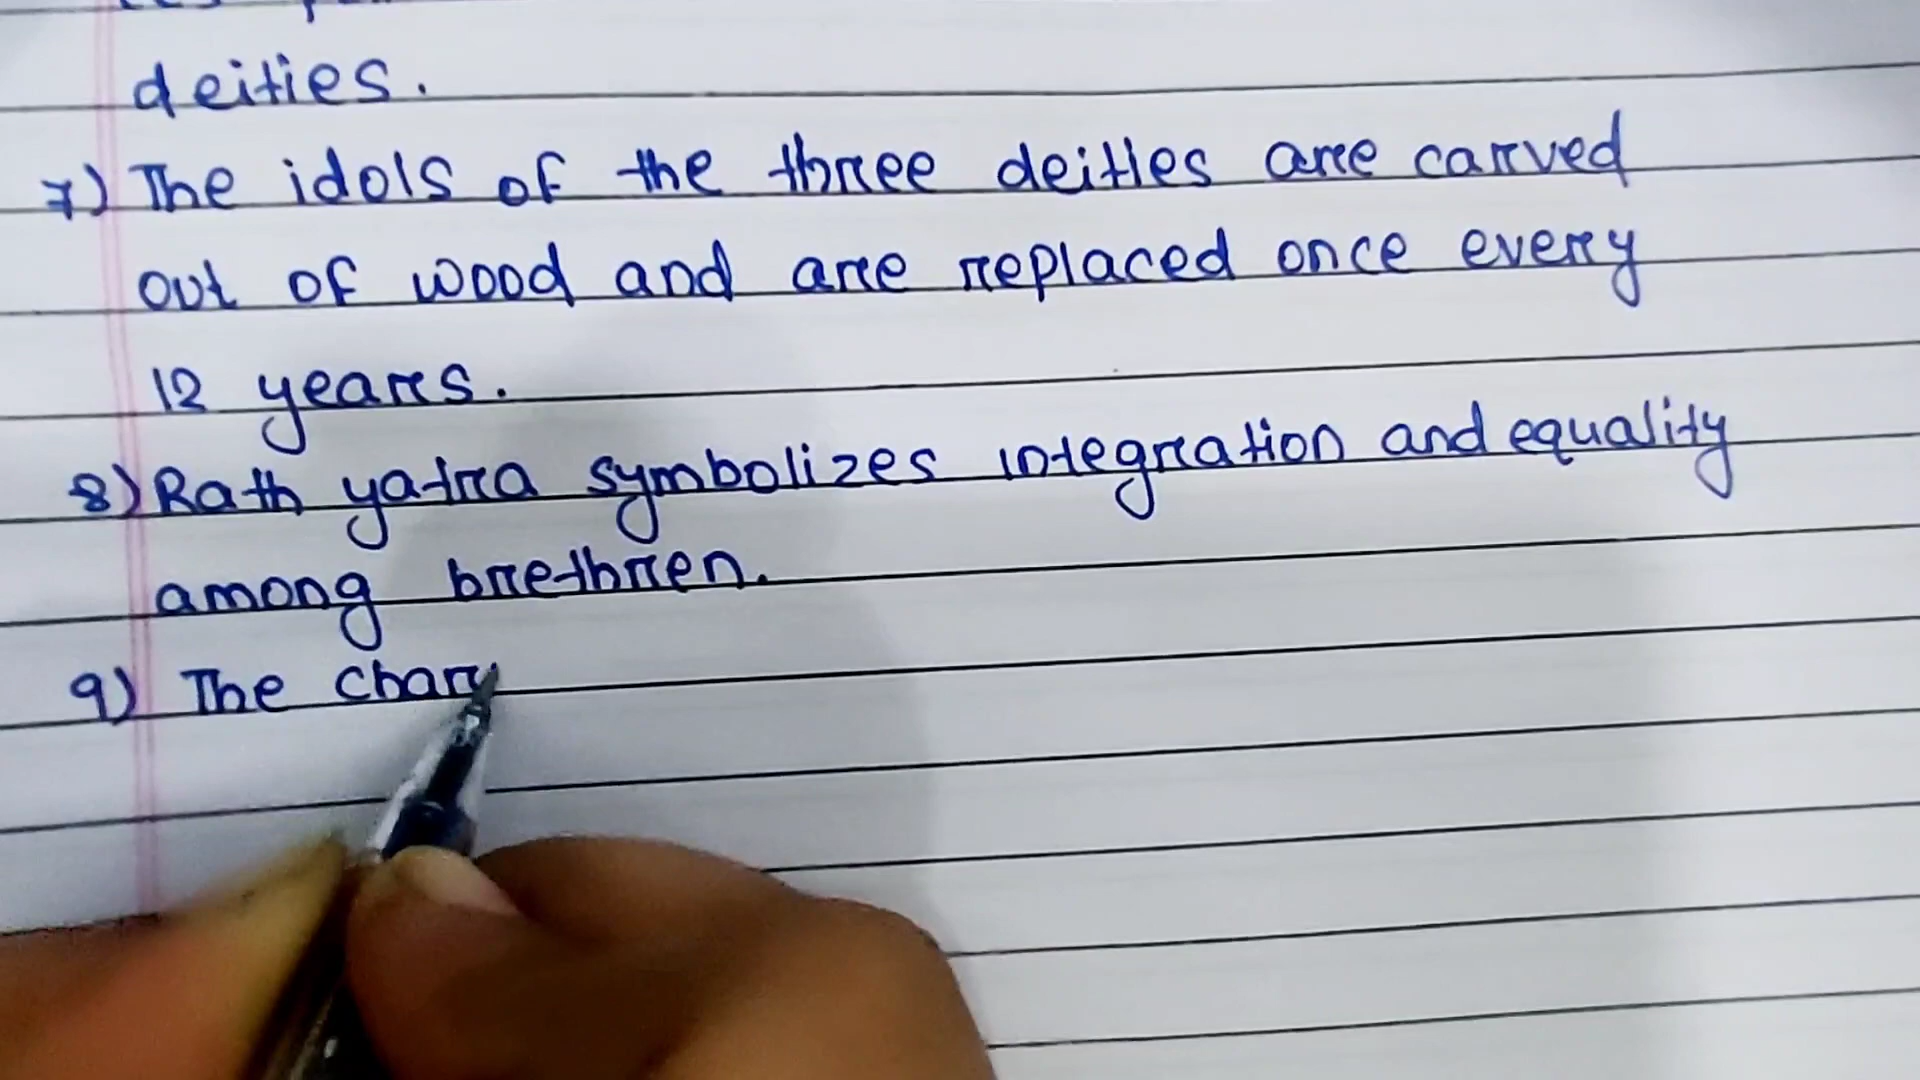 deities.
7) The idols of the three deities are carved
out of wood and are replaced once every
12 years.
8) Rath yatra symbolizes integration and equality
among brethren.
9) The char